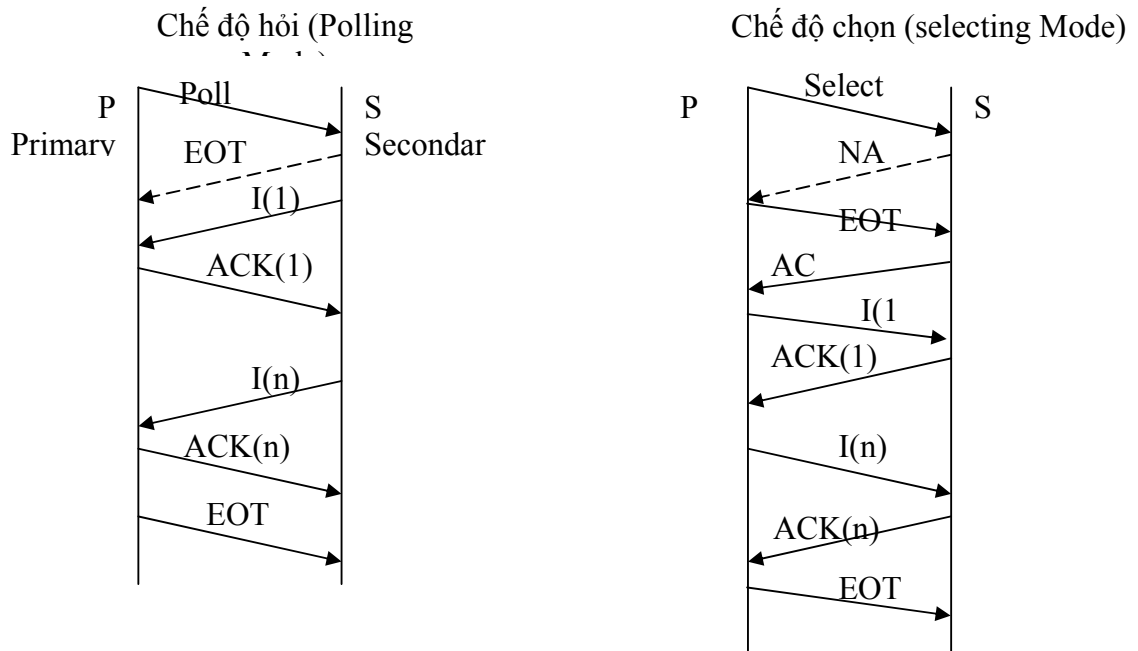 Chế độ hỏi (Polling
Chế độ chọn (selecting Mode)
P
Primary
Poll
S
Secondar
EOT
I(1)
ACK(1)
I(n)
ACK(n)
EOT
P
Select
S
NA
EOT
AC
I(1
ACK(1)
I(n)
ACK(n)
EOT